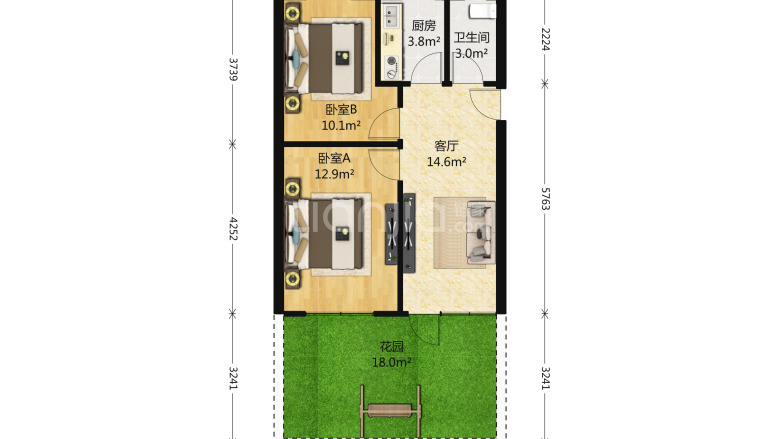 厨房
3.8m²
卫生间
3.0m²
2224
3739
卧室B
10.1m²
客厅
14.6m²
卧室A
12.9m²
5763
4252
lianjia
花园
18.0m²
3241
3241